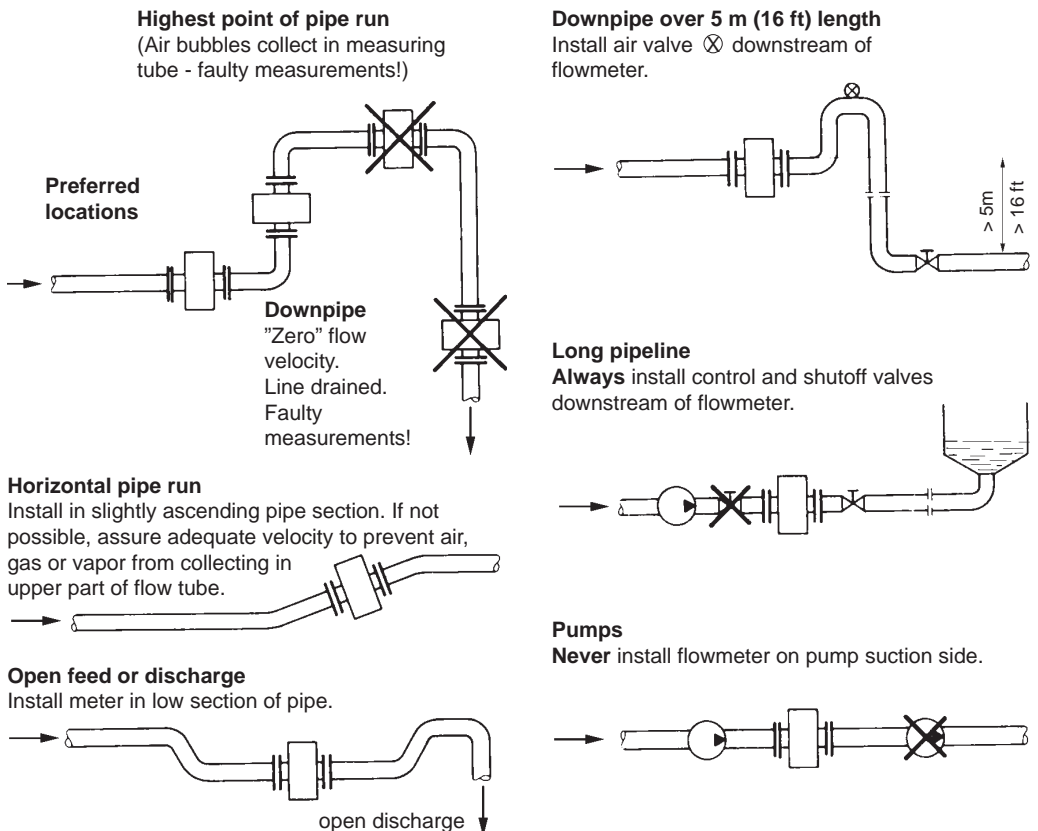 Highest point of pipe run
(Air bubbles collect in measuring
tube - faulty measurements!)
Preferred
locations
Downpipe
”Zero” flow
velocity.
Line drained.
Faulty
measurements!
Horizontal pipe run
Install in slightly ascending pipe section. If not
possible, assure adequate velocity to prevent air,
gas or vapor from collecting in
upper part of flow tube.
Open feed or discharge
Install meter in low section of pipe.
open discharge
Downpipe over 5 m (16 ft) length
Install air valve ⊗ downstream of
flowmeter.
> 5m
> 16 ft
Long pipeline
Always install control and shutoff valves
downstream of flowmeter.
Pumps
Never install flowmeter on pump suction side.